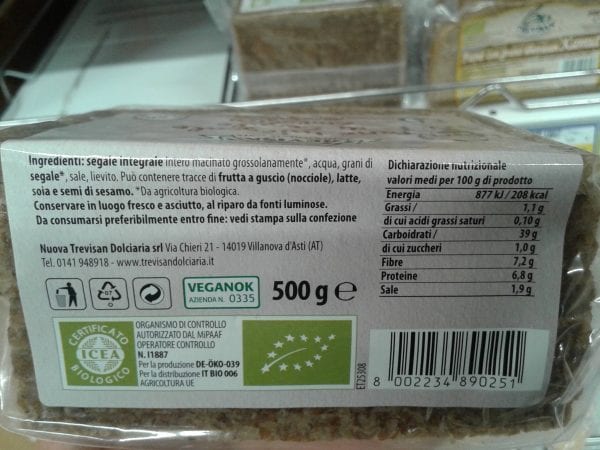 Ingredienti: segale integrale intero macinato grossolanamente*, acqua, grani di
segale*, sale, lievito. Può contenere tracce di frutta a guscio (nocciole), latte,
soia e semi di sesamo. *Da agricoltura biologica.
Conservare in luogo fresco e asciutto, al riparo da fonti luminose.
Da consumarsi preferibilmente entro fine: vedi stampa sulla confezione
Nuova Trevisan Dolciaria srl Via Chieri 21 - 14019 Villanova d'Asti (AT)
Tel. 0141 948918 - www.trevisandolciaria.it
VEGANOK
AZIENDA N. 0335
500 g e
CERTIFICATO
ICEA
BIOLOGICO
ORGANISMO DI CONTROLLO
AUTORIZZATO DAL MiPAAF
OPERATORE CONTROLLO
N. I1887
Per la produzione DE-ÖKO-039
Per la distribuzione IT BIO 006
AGRICOLTURA UE
Dichiarazione nutrizionale
valori medi per 100 g di prodotto
Energia 877 kJ / 208 kcal
Grassi / 1,1 g
di cui acidi grassi saturi 0,10 g
Carboidrati / 39 g
di cui zuccheri 1,0 g
Fibre 7,2 g
Proteine 6,8 g
Sale 1,9 g
ET25308
8 002234 890251